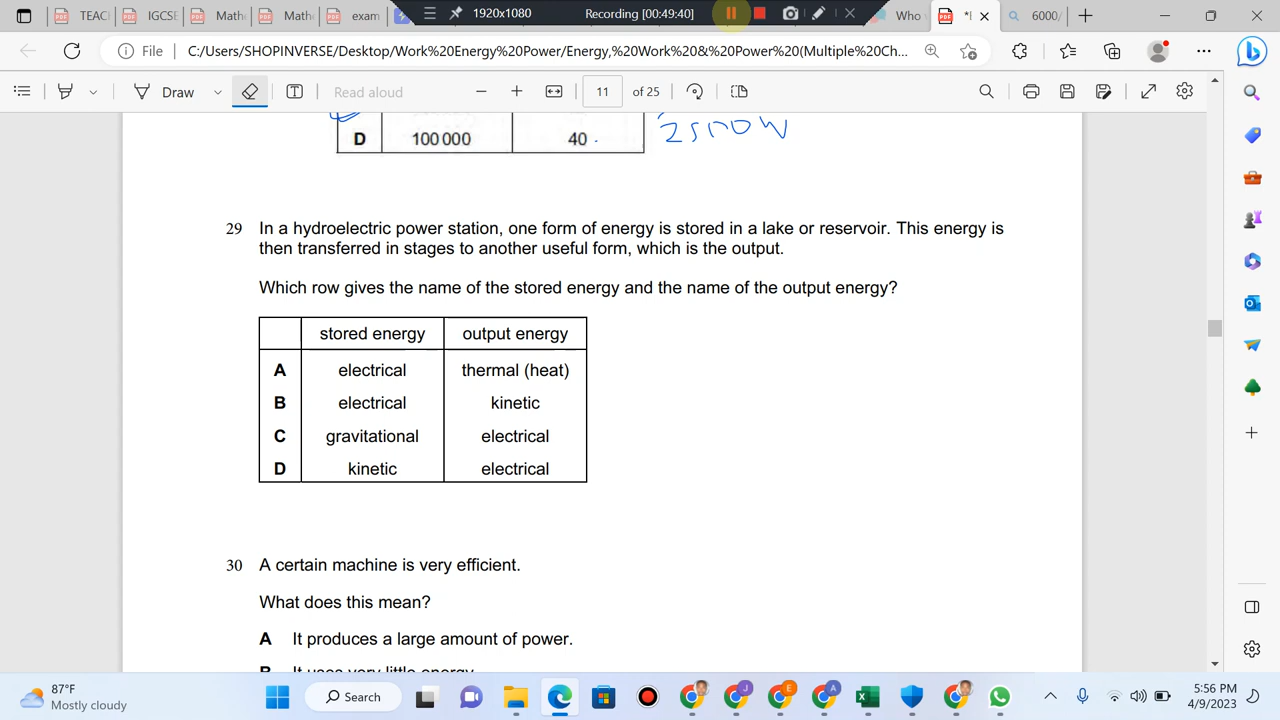 TEAC
IGCSE
Math
Math
exam
1920x1080
Recording [00:49:40]
Who v
6000/
File
C:/Users/SHOPINVERSE/Desktop/Work%20Energy%20Power/Energy,%20Work%20&%20Power%20(Multiple%20Ch...
Draw
Read aloud
11
of 25
D 100 000 40
2500W
29 In a hydroelectric power station, one form of energy is stored in a lake or reservoir. This energy is
then transferred in stages to another useful form, which is the output.
Which row gives the name of the stored energy and the name of the output energy?
stored energy output energy
A electrical thermal (heat)
B electrical kinetic
C gravitational electrical
D kinetic electrical
30 A certain machine is very efficient.
What does this mean?
A It produces a large amount of power.
B It uses very little energy
87°F
Mostly cloudy
Search
5:56 PM
4/9/2023